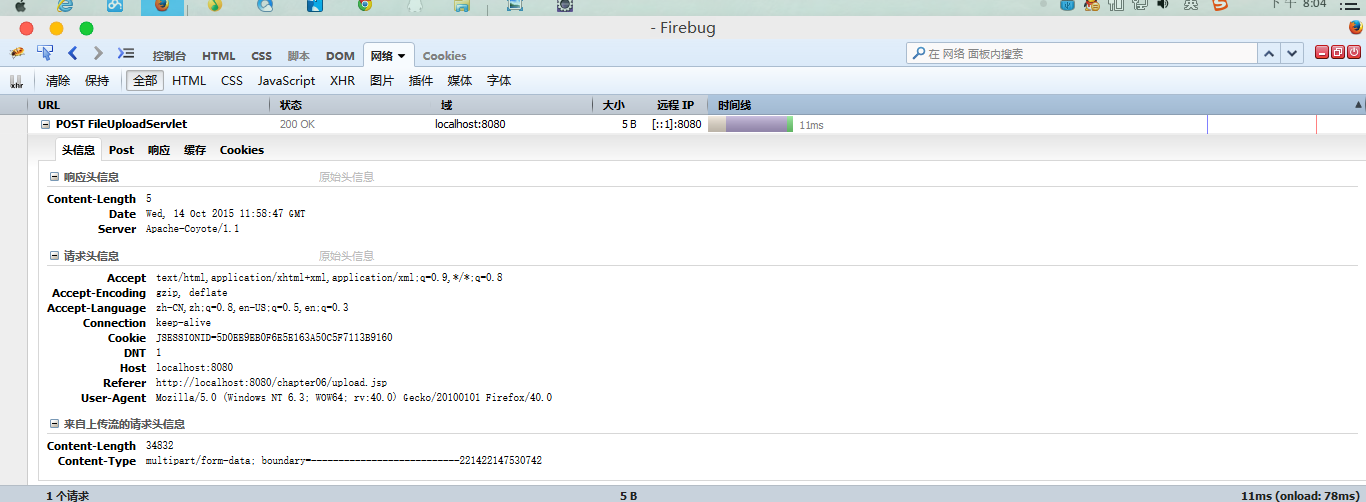 英
下午 8:04
- Firebug
控制台 HTML CSS 脚本 DOM 网络 Cookies
在 网络 面板内搜索
清除 保持 全部 HTML CSS JavaScript XHR 图片 插件 媒体 字体
URL 状态 域 大小 远程 IP 时间线
POST FileUploadServlet 200 OK localhost:8080 5 B [::1]:8080 11ms
头信息 Post 响应 缓存 Cookies
响应头信息 原始头信息
Content-Length 5
Date Wed, 14 Oct 2015 11:58:47 GMT
Server Apache-Coyote/1.1
请求头信息 原始头信息
Accept text/html,application/xhtml+xml,application/xml;q=0.9,*/*;q=0.8
Accept-Encoding gzip, deflate
Accept-Language zh-CN,zh;q=0.8,en-US;q=0.5,en;q=0.3
Connection keep-alive
Cookie JSESSIONID=5D0EE9EB0F6E5E163A50C5F7113B9160
DNT 1
Host localhost:8080
Referer http://localhost:8080/chapter06/upload.jsp
User-Agent Mozilla/5.0 (Windows NT 6.3; WOW64; rv:40.0) Gecko/20100101 Firefox/40.0
来自上传流的请求头信息
Content-Length 34832
Content-Type multipart/form-data; boundary=---------------------------221422147530742
1 个请求 5 B 11ms (onload: 78ms)